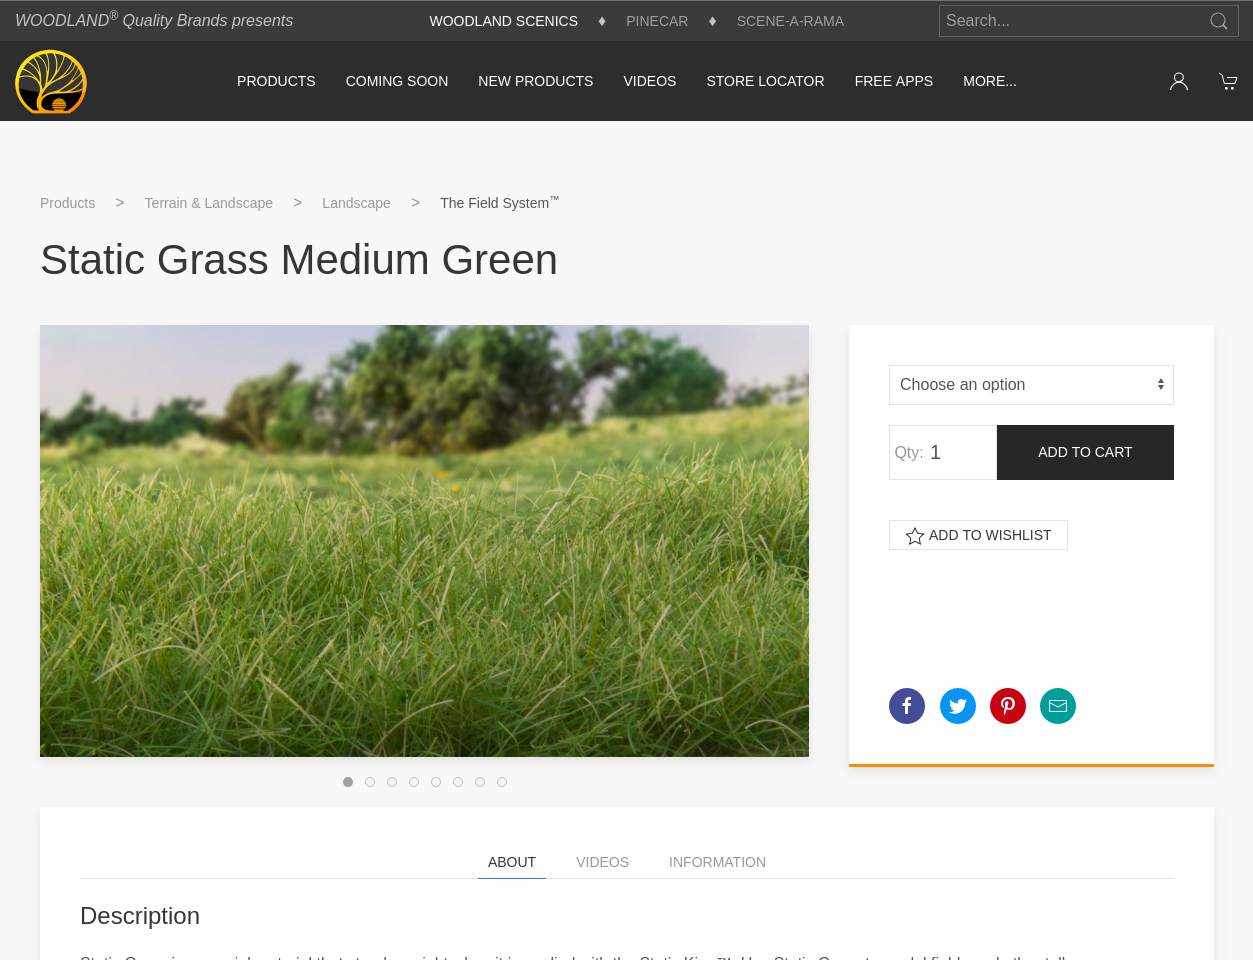 WOODLAND® Quality Brands presents
WOODLAND SCENICS ♦ PINECAR ♦ SCENE-A-RAMA
Search...
PRODUCTS COMING SOON NEW PRODUCTS VIDEOS STORE LOCATOR FREE APPS MORE...
Products > Terrain & Landscape > Landscape > The Field System™
Static Grass Medium Green
Choose an option
Qty: 1 ADD TO CART
ADD TO WISHLIST
ABOUT VIDEOS INFORMATION
Description